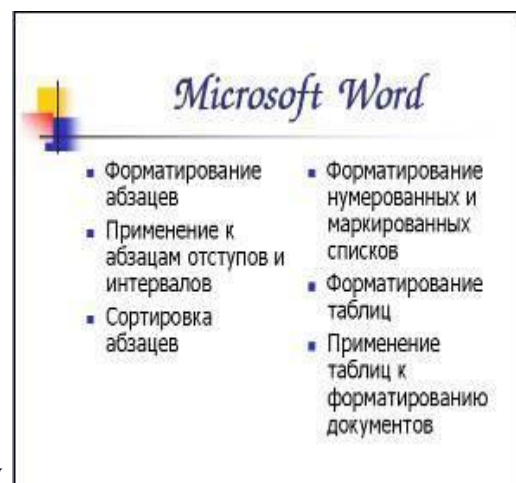 Microsoft Word
Форматирование
абзацев
Применение к
абзацам отступов и
интервалов
Сортировка
абзацев
Форматирование
нумерованных и
маркированных
списков
Форматирование
таблиц
Применение
таблиц к
форматированию
документов